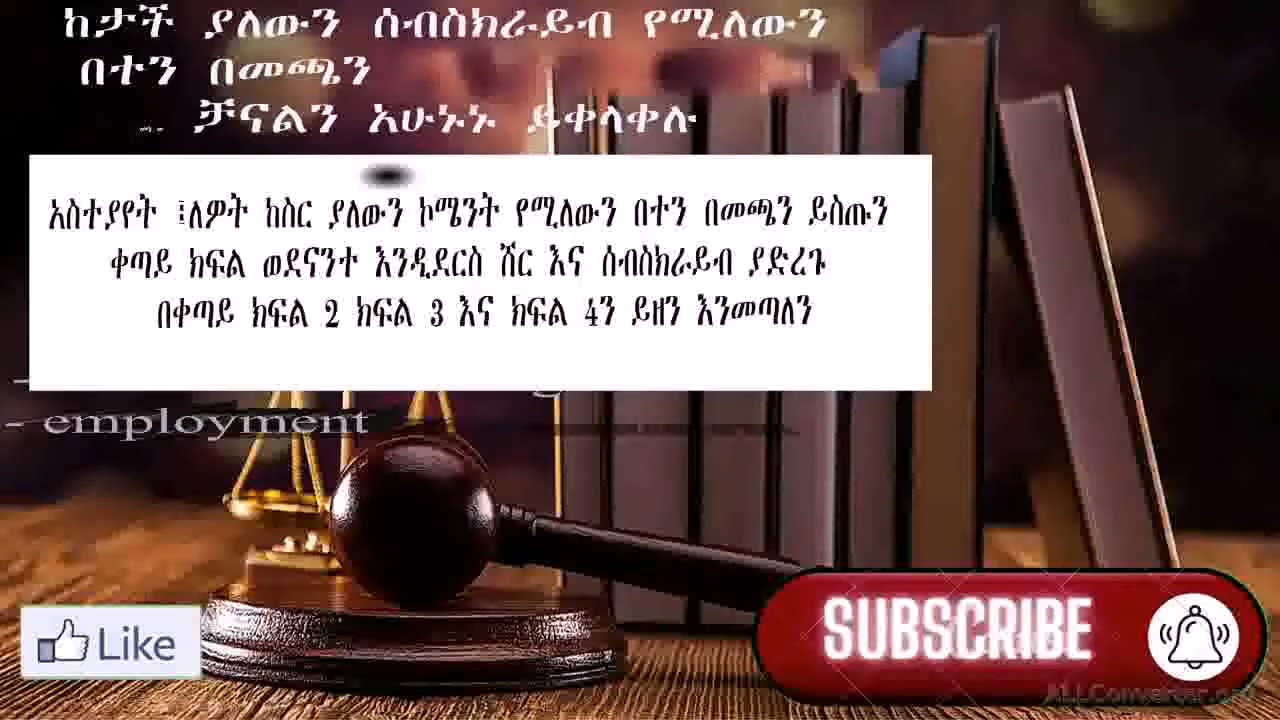 ከታች ያለውን ሰብስክራይብ የሚለውን
በተን በመጫን
ቻናልን አሁኑኑ ይቀላቀሉ
አስተያየት ፤ለዎት ከስር ያለውን ኮሜንት የሚለውን በተን በመጫን ይስጡን
ቀጣይ ክፍል ወደናንተ እንዲደርስ ሽር እና ሰብስክራይብ ያድረጉ
በቀጣይ ክፍል 2 ክፍል 3 እና ክፍል 4ን ይዘን እንመጣለን
- employment
Like
SUBSCRIBE